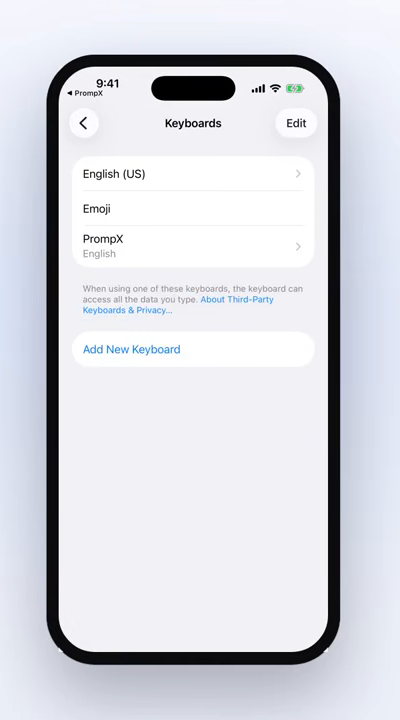 9:41
◀ PrompX
Keyboards
Edit
English (US)
Emoji
PrompX
English
When using one of these keyboards, the keyboard can
access all the data you type. About Third-Party
Keyboards & Privacy...
Add New Keyboard